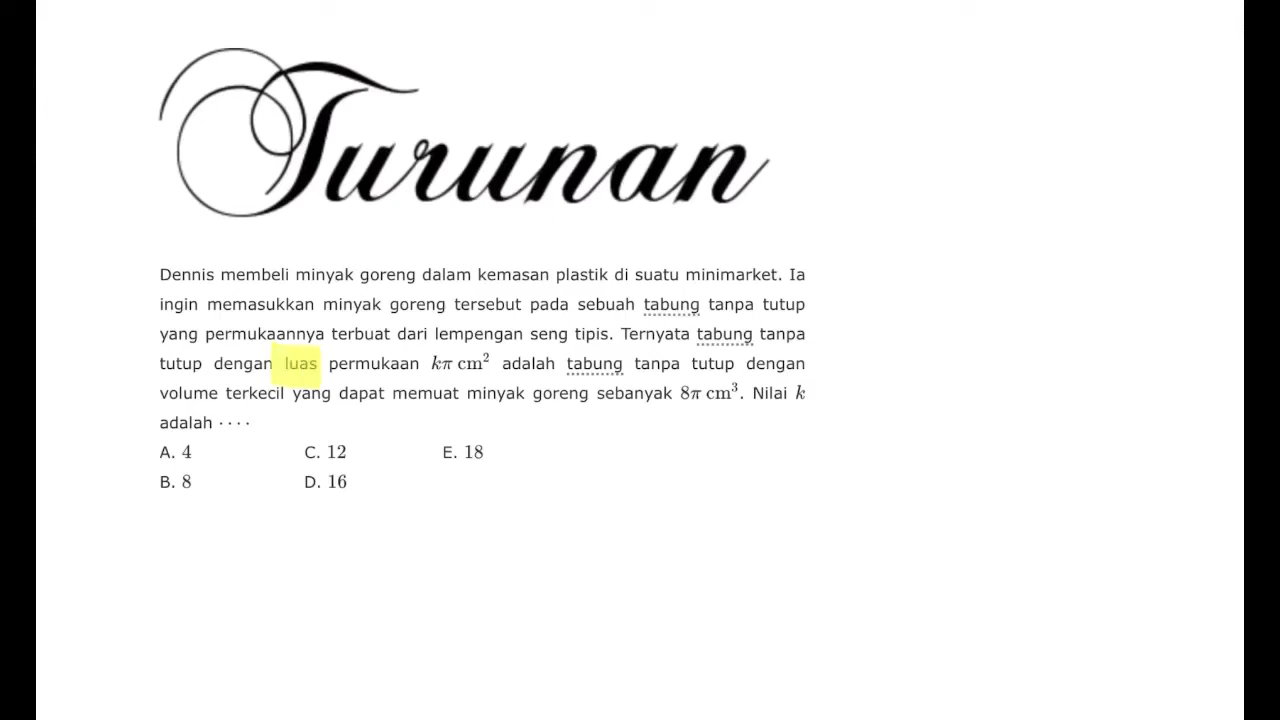 Turunan
Dennis membeli minyak goreng dalam kemasan plastik di suatu minimarket. Ia
ingin memasukkan minyak goreng tersebut pada sebuah tabung tanpa tutup
yang permukaannya terbuat dari lempengan seng tipis. Ternyata tabung tanpa
tutup dengan luas permukaan kπ cm² adalah tabung tanpa tutup dengan
volume terkecil yang dapat memuat minyak goreng sebanyak 8π cm³. Nilai k
adalah ····
A. 4 C. 12 E. 18
B. 8 D. 16